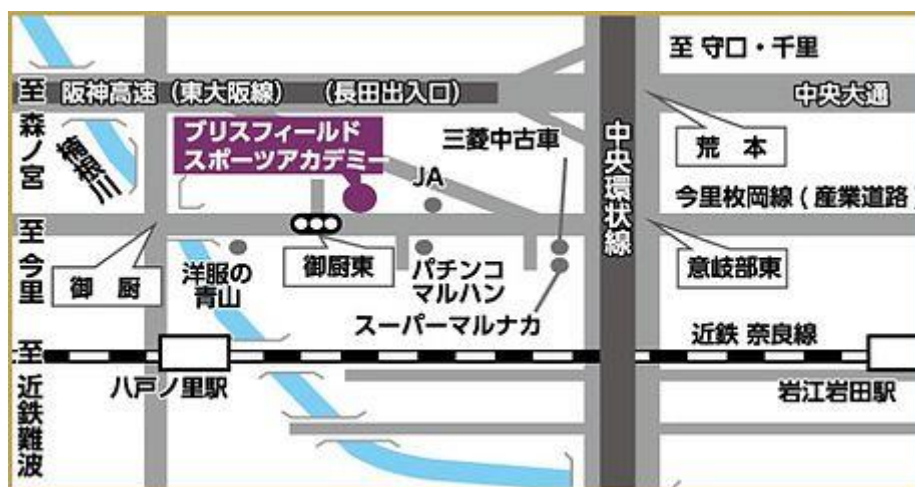 至 守口・千里
至 森ノ宮
阪神高速（東大阪線）（長田出入口）
中央大通
楠根川
ブリスフィールド
スポーツアカデミー
三菱中古車
JA
中央環状線
荒本
今里枚岡線（産業道路
至 今里
御厨
洋服の
青山
御厨東
パチンコ
マルハン
スーパーマルナカ
意岐部東
近鉄 奈良線
至 近鉄難波
八戸ノ里駅
岩江岩田駅